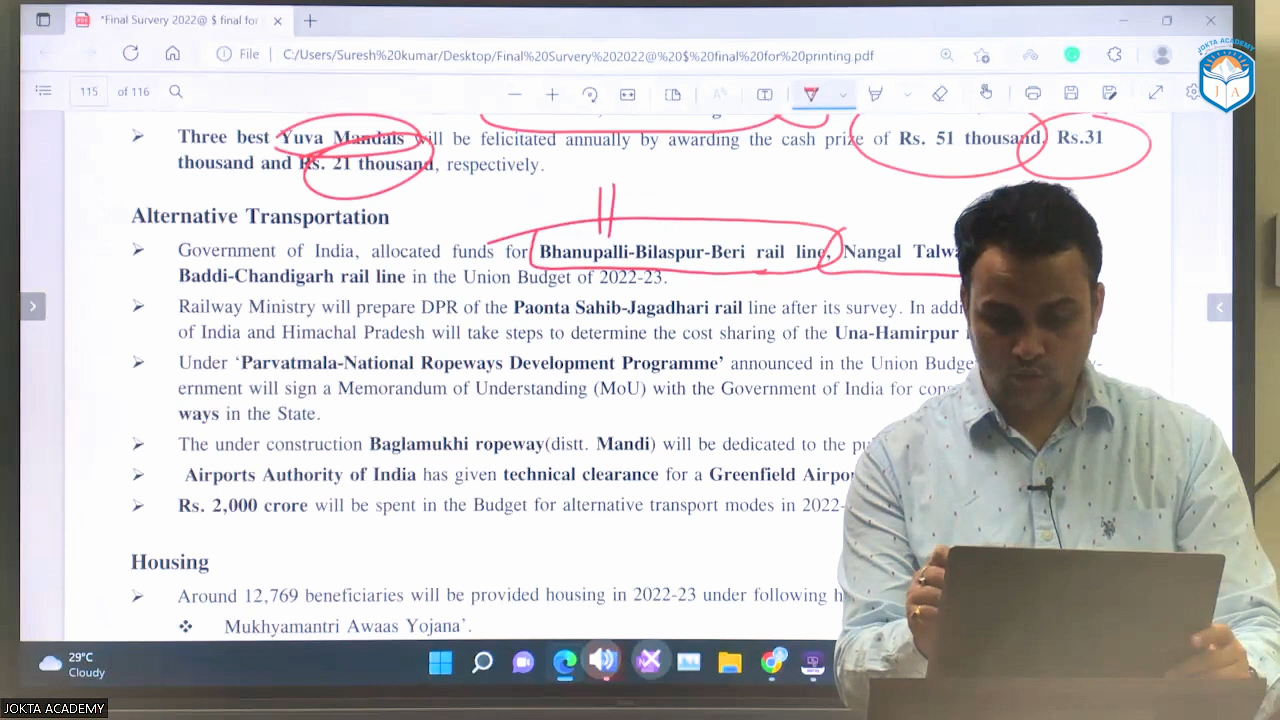 *Final Survery 2022@ $ final for
File
C:/Users/Suresh%20kumar/Desktop/Final%20Survery%202022@%20$%20final%20for%20printing.pdf
JOKTA ACADEMY
J A
115 of 116
Three best Yuva Mandals will be felicitated annually by awarding the cash prize of Rs. 51 thousand, Rs.31
thousand and Rs. 21 thousand, respectively.
Alternative Transportation
Government of India, allocated funds for Bhanupalli-Bilaspur-Beri rail line, Nangal
Baddi-Chandigarh rail line in the Union Budget of 2022-23.
Railway Ministry will prepare DPR of the Paonta Sahib-Jagadhari rail line after its survey. In
of India and Himachal Pradesh will take steps to determine the cost sharing of the Una-Hamirpur
Under ‘Parvatmala-National Ropeways Development Programme’ announced in the Union
ernment will sign a Memorandum of Understanding (MoU) with the Government of India for
ways in the State.
The under construction Baglamukhi ropeway(distt. Mandi) will be dedicated to the
Airports Authority of India has given technical clearance for a Greenfield
Rs. 2,000 crore will be spent in the Budget for alternative transport modes in
Housing
Around 12,769 beneficiaries will be provided housing in 2022-23 under following
Mukhyamantri Awaas Yojana’.
29°C
Cloudy
JOKTA ACADEMY